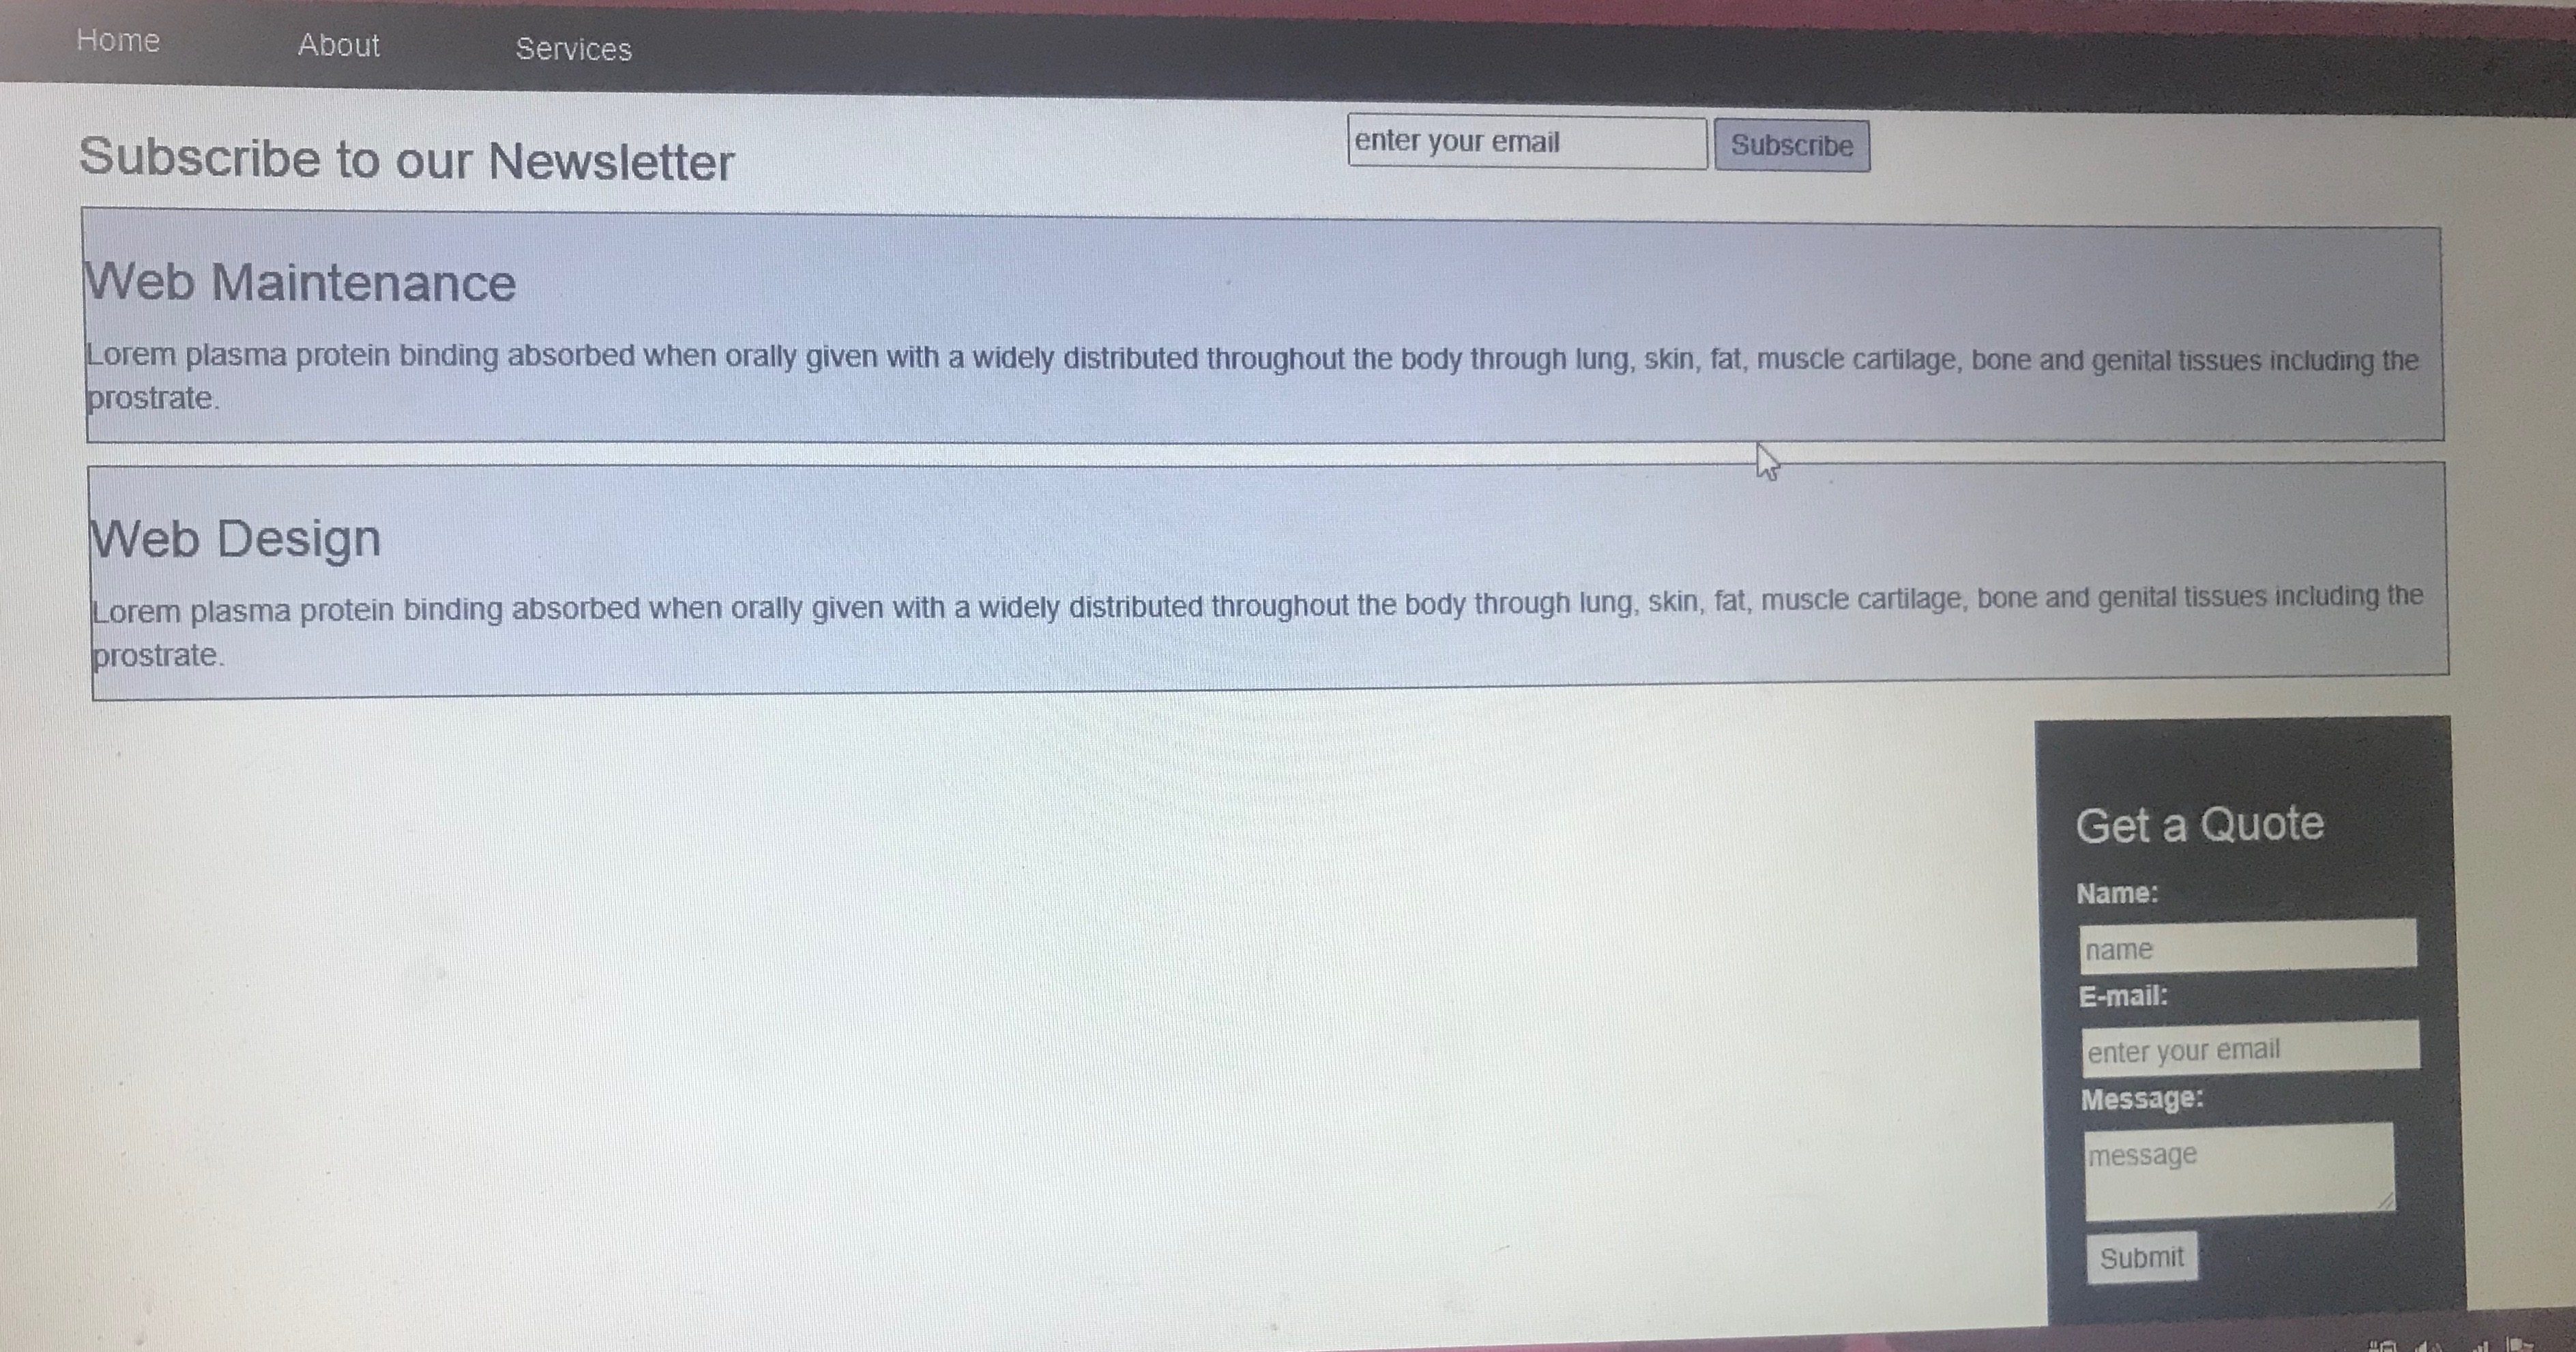 Home About Services
Subscribe to our Newsletter
enter your email Subscribe
Web Maintenance
Lorem plasma protein binding absorbed when orally given with a widely distributed throughout the body through lung, skin, fat, muscle cartilage, bone and genital tissues including the
prostrate.
Web Design
Lorem plasma protein binding absorbed when orally given with a widely distributed throughout the body through lung, skin, fat, muscle cartilage, bone and genital tissues including the
prostrate.
Get a Quote
Name:
name
E-mail:
enter your email
Message:
message
Submit